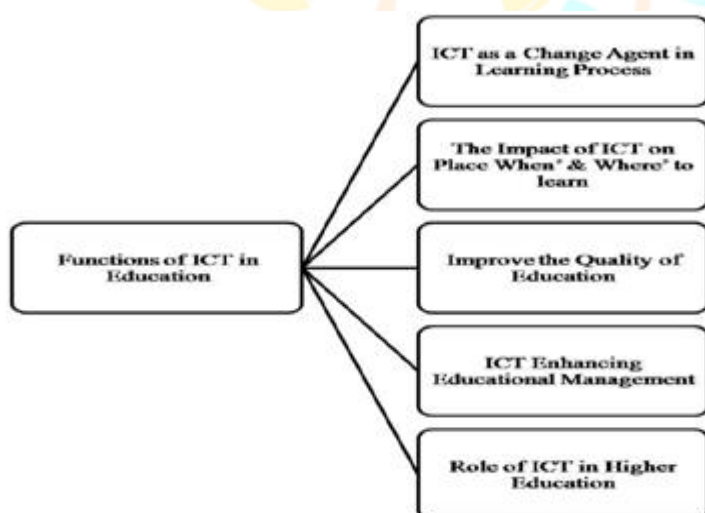 ICT as a Change Agent in
Learning Process
The Impact of ICT on
Place When" & Where" to
learn
Functions of ICT in
Education
Improve the Quality of
Education
ICT Enhancing
Educational Management
Role of ICT in Higher
Education